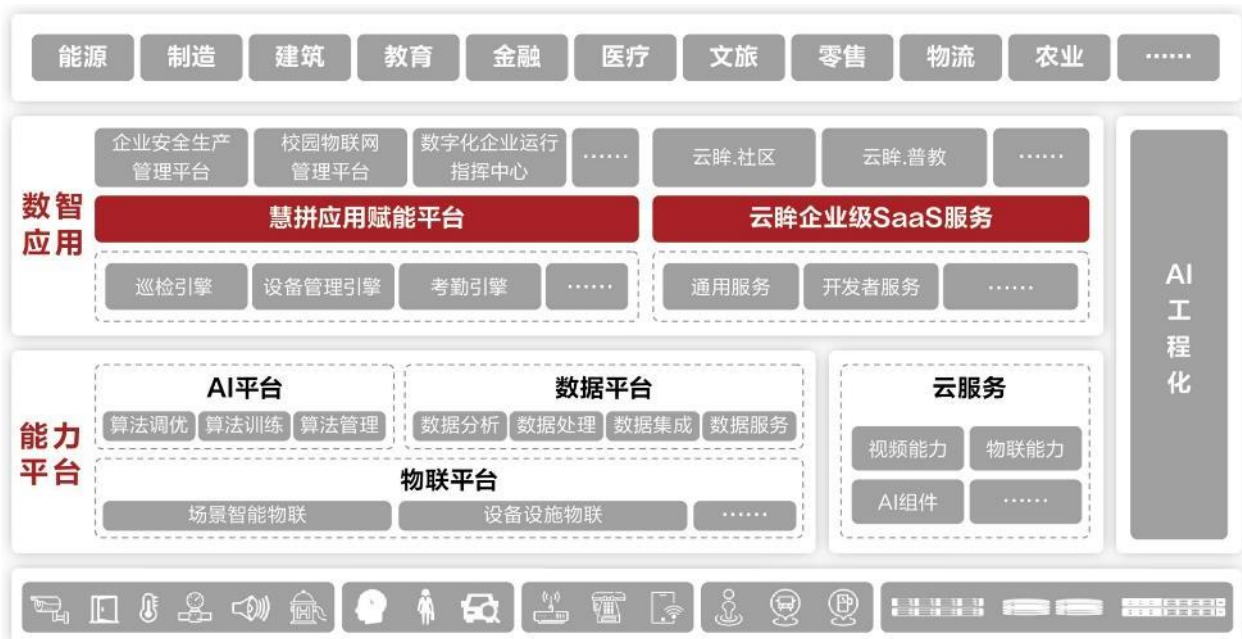 能源 制造 建筑 教育 金融 医疗 文旅 零售 物流 农业 ……
数智
应用
企业安全生产
管理平台
校园物联网
管理平台
数字化企业运行
指挥中心
……
云眸.社区 云眸.普教 ……
慧拼应用赋能平台 云眸企业级SaaS服务
巡检引擎 设备管理引擎 考勤引擎 …… 通用服务 开发者服务 ……
AI
工
程
化
能力
平台
AI平台
算法调优 算法训练 算法管理
数据平台
数据分析 数据处理 数据集成 数据服务
物联平台
场景智能物联 设备设施物联 ……
云服务
视频能力 物联能力
AI组件 ……